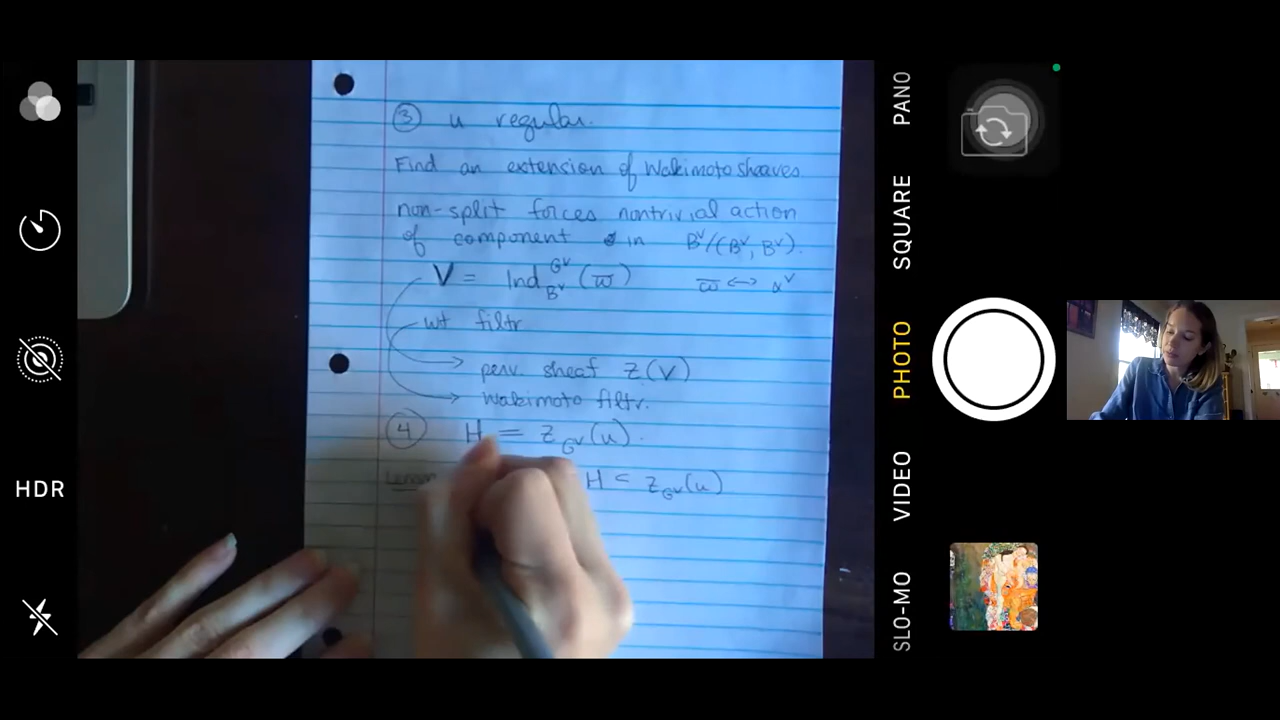 ③ u regular.
Find an extension of Wakimoto sheaves
non-split forces nontrivial action
of component in B^∨/(B^∨, B^∨).
V = Ind_{B^∨}^{G^∨} (ϖ) ϖ ↔ α^∨
wt filtr
→ perv. sheaf Z(V)
→ Wakimoto filtr.
④ H = Z_{G^∨}(u).
H ⊂ Z_{G^∨}(u)
HDR
PANO
SQUARE
PHOTO
VIDEO
SLO-MO